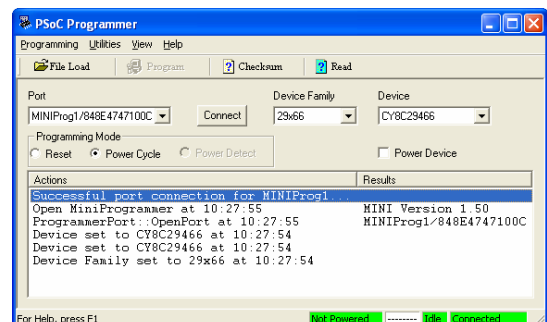 PSoC Programmer
Programming Utilities View Help
File Load Program ? Checksum ? Read
Port Device Family Device
MINIProg1/848E4747100C Connect 29x66 CY8C29466
Programming Mode
Reset Power Cycle Power Detect Power Device
Actions Results
Successful port connection for MINIProg1...
Open MiniProgrammer at 10:27:55 MINI Version 1.50
ProgrammerPort::OpenPort at 10:27:55 MINIProg1/848E4747100C
Device set to CY8C29466 at 10:27:54
Device set to CY8C29466 at 10:27:54
Device Family set to 29x66 at 10:27:54
For Help, press F1 Not Powered -------- Idle Connected